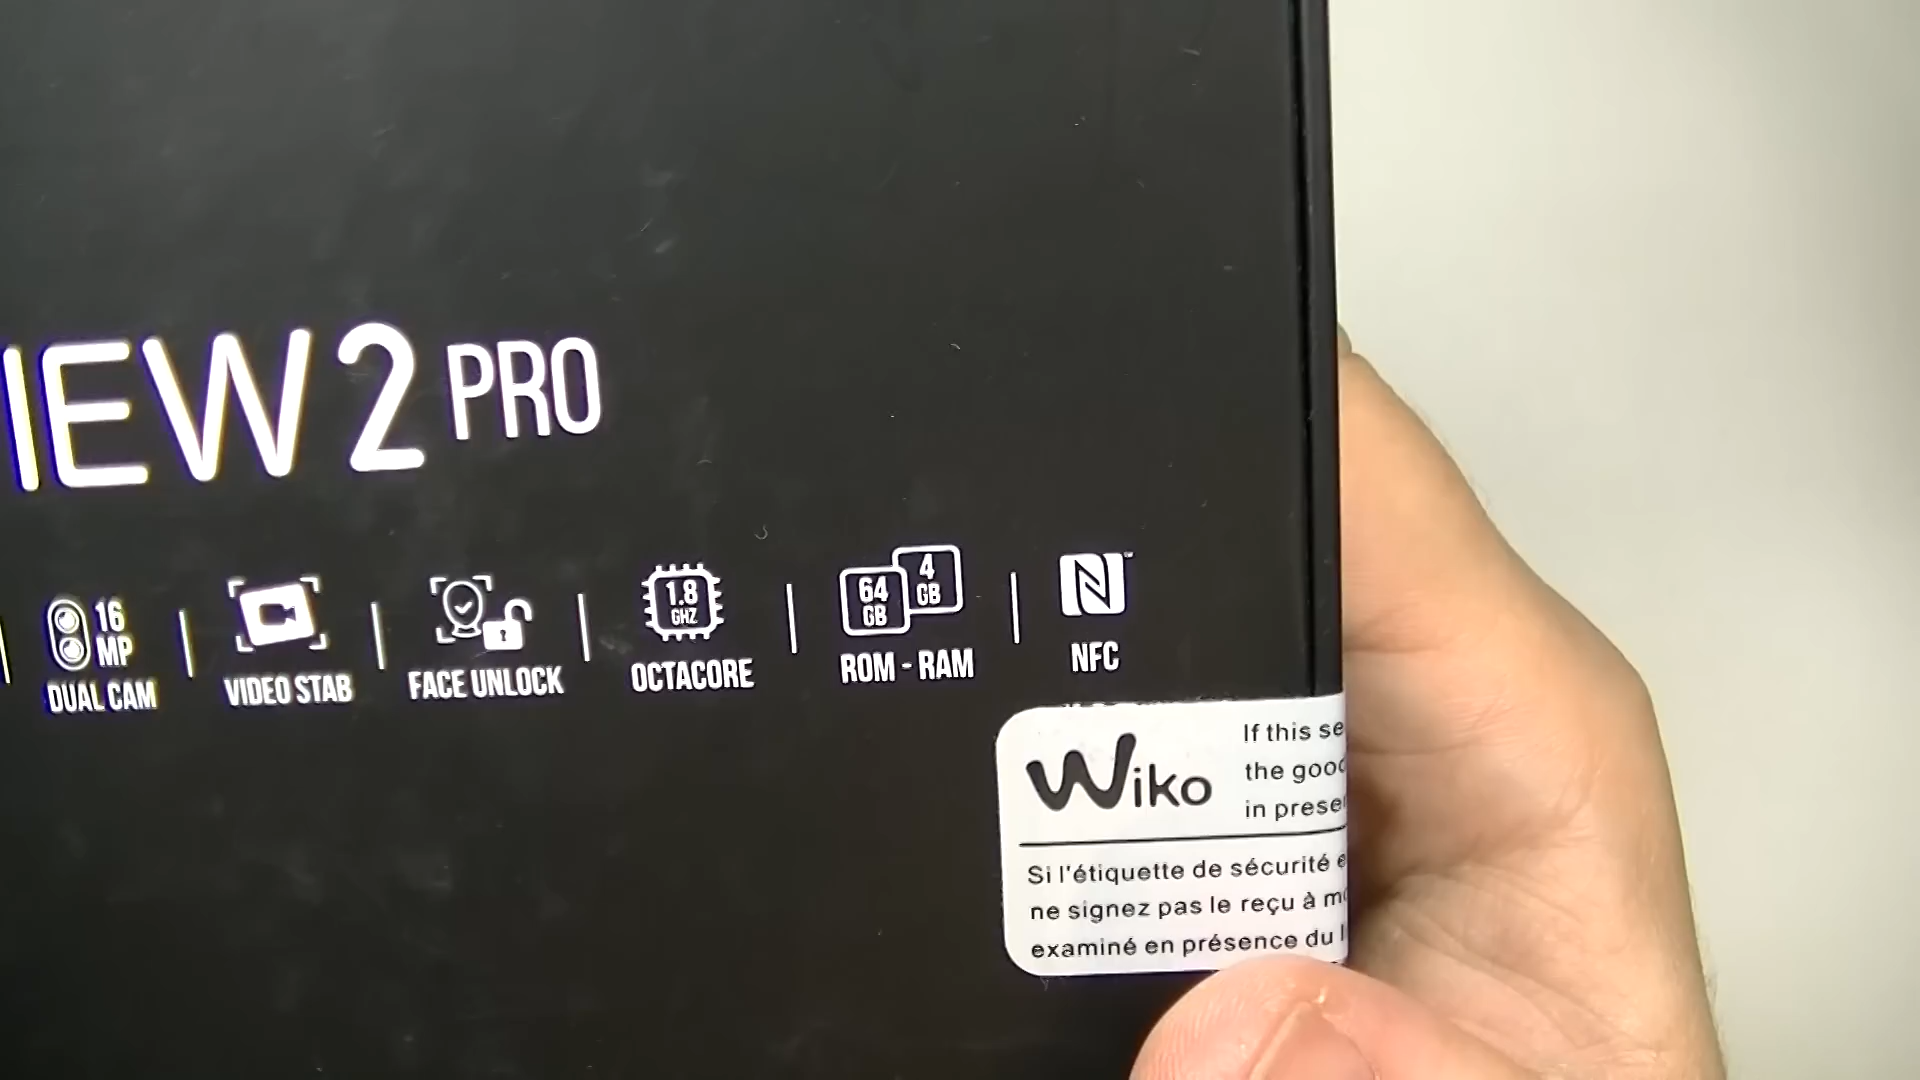 IEW 2 PRO
16 MP
DUAL CAM
VIDEO STAB
FACE UNLOCK
1.8 GHZ
OCTACORE
64 GB
4 GB
ROM - RAM
NFC
Wiko
If this se
the good
in prese
Si l'étiquette de sécurité e
ne signez pas le reçu à mo
examiné en présence du l